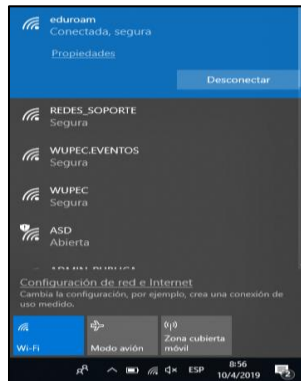 eduroam
Conectada, segura
Propiedades
Desconectar
REDES_SOPORTE
Segura
WUPEC.EVENTOS
Segura
WUPEC
Segura
ASD
Abierta
Configuración de red e Internet
Cambia la configuración, por ejemplo, crea una conexión de
uso medido.
Wi-Fi
Modo avión
Zona cubierta
móvil
ESP
8:56
10/4/2019